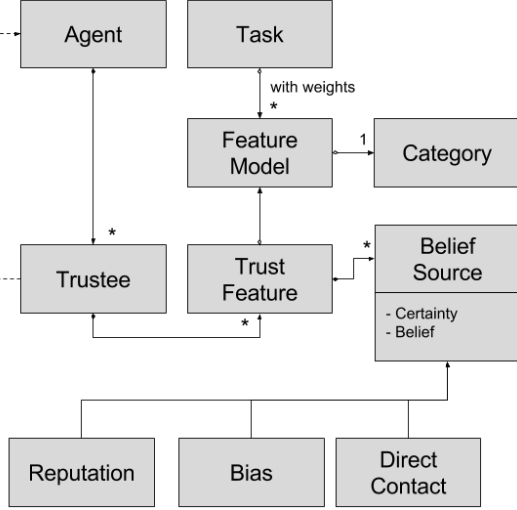 Agent
Task
with weights
*
Feature
Model
1
Category
*
Trustee
Trust
Feature
*
*
Belief
Source
- Certainty
- Belief
Reputation
Bias
Direct
Contact